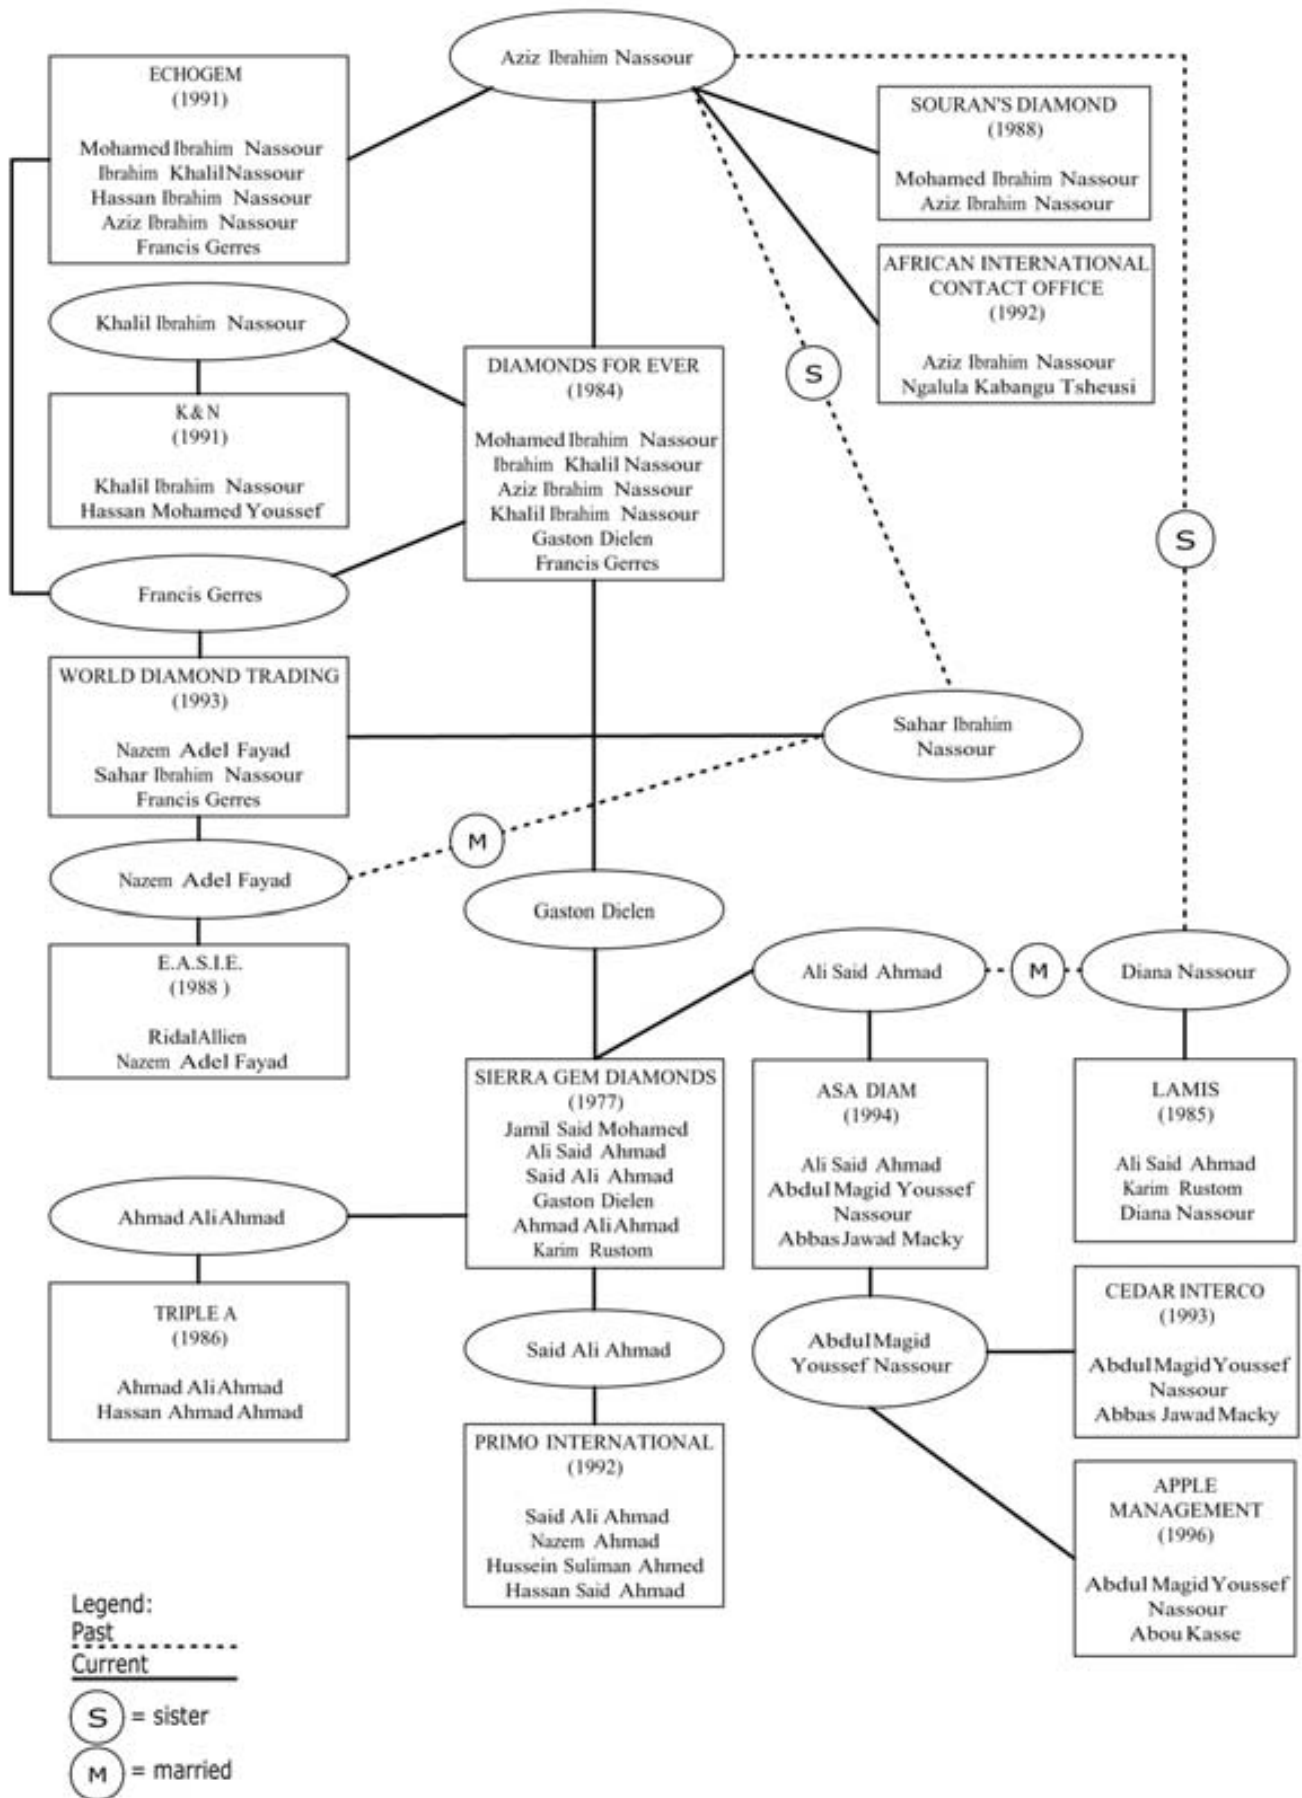 Aziz Ibrahim Nassour
ECHOGEM
(1991)
Mohamed Ibrahim Nassour
Ibrahim Khalil Nassour
Hassan Ibrahim Nassour
Aziz Ibrahim Nassour
Francis Gerres
SOURAN'S DIAMOND
(1988)
Mohamed Ibrahim Nassour
Aziz Ibrahim Nassour
AFRICAN INTERNATIONAL
CONTACT OFFICE
(1992)
Aziz Ibrahim Nassour
Ngalula Kabangu Tsheusi
Khalil Ibrahim Nassour
K & N
(1991)
Khalil Ibrahim Nassour
Hassan Mohamed Youssef
DIAMONDS FOR EVER
(1984)
Mohamed Ibrahim Nassour
Ibrahim Khalil Nassour
Aziz Ibrahim Nassour
Khalil Ibrahim Nassour
Gaston Dielen
Francis Gerres
S
S
Francis Gerres
WORLD DIAMOND TRADING
(1993)
Nazem Adel Fayad
Sahar Ibrahim Nassour
Francis Gerres
Sahar Ibrahim
Nassour
M
Nazem Adel Fayad
Gaston Dielen
E.A.S.I.E.
(1988 )
Ridal Allien
Nazem Adel Fayad
Ali Said Ahmad
M
Diana Nassour
SIERRA GEM DIAMONDS
(1977)
Jamil Said Mohamed
Ali Said Ahmad
Said Ali Ahmad
Gaston Dielen
Ahmad Ali Ahmad
Karim Rustom
ASA DIAM
(1994)
Ali Said Ahmad
Abdul Magid Youssef
Nassour
Abbas Jawad Macky
LAMIS
(1985)
Ali Said Ahmad
Karim Rustom
Diana Nassour
Ahmad Ali Ahmad
TRIPLE A
(1986)
Ahmad Ali Ahmad
Hassan Ahmad Ahmad
Said Ali Ahmad
Abdul Magid
Youssef Nassour
CEDAR INTERCO
(1993)
Abdul Magid Youssef
Nassour
Abbas Jawad Macky
PRIMO INTERNATIONAL
(1992)
Said Ali Ahmad
Nazem Ahmad
Hussein Suliman Ahmed
Hassan Said Ahmad
APPLE
MANAGEMENT
(1996)
Abdul Magid Youssef
Nassour
Abou Kasse
Legend:
Past
Current
S = sister
M = married